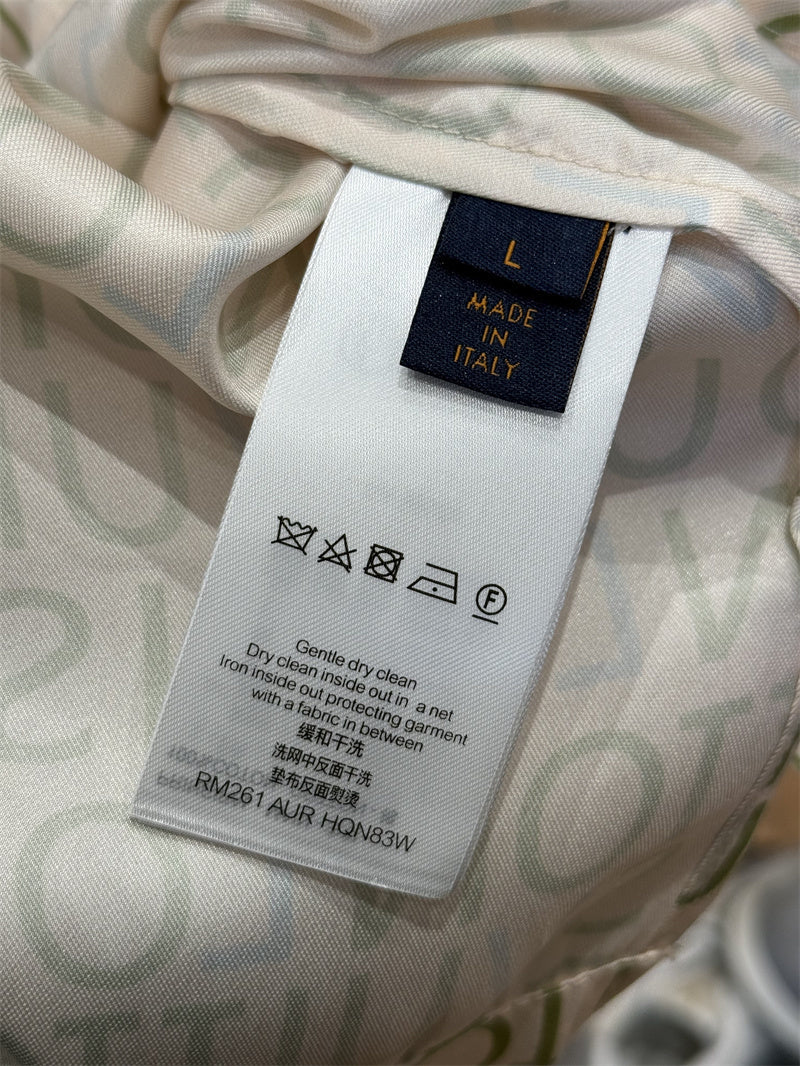 L
MADE
IN
ITALY
F
Gentle dry clean
Dry clean inside out in a net
Iron inside out protecting garment
with a fabric in between
缓和干洗
洗网中反面干洗
垫布反面熨烫
RM261 AUR HQN83W